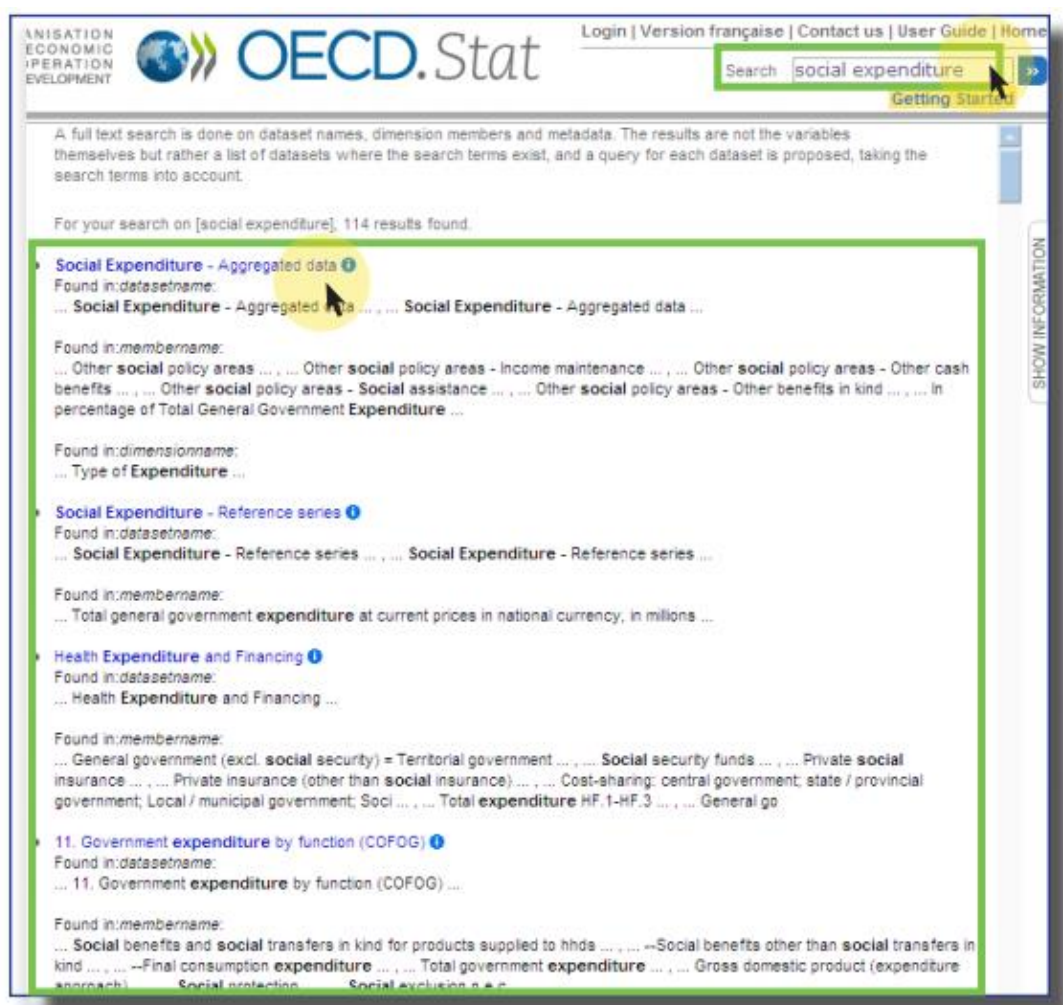 ANISATION
ECONOMIC
OPERATION
EVELOPMENT
OECD.Stat
Login | Version française | Contact us | User Guide | Home
Search social expenditure »
Getting Started
A full text search is done on dataset names, dimension members and metadata. The results are not the variables
themselves but rather a list of datasets where the search terms exist, and a query for each dataset is proposed, taking the
search terms into account.
For your search on [social expenditure], 114 results found.
SHOW INFORMATION
Social Expenditure - Aggregated data
Found in:datasetname:
... Social Expenditure - Aggregated data ... , ... Social Expenditure - Aggregated data ...
Found in:membername:
... Other social policy areas ... , ... Other social policy areas - Income maintenance ... , ... Other social policy areas - Other cash
benefits ... , ... Other social policy areas - Social assistance ... , ... Other social policy areas - Other benefits in kind ... , ... In
percentage of Total General Government Expenditure ...
Found in:dimensionname:
... Type of Expenditure ...
Social Expenditure - Reference series
Found in:datasetname:
... Social Expenditure - Reference series ... , ... Social Expenditure - Reference series ...
Found in:membername:
... Total general government expenditure at current prices in national currency, in millions ...
Health Expenditure and Financing
Found in:datasetname:
... Health Expenditure and Financing ...
Found in:membername:
... General government (excl. social security) = Territorial government ... , ... Social security funds ... , ... Private social
insurance ... , ... Private insurance (other than social insurance) ... , ... Cost-sharing: central government; state / provincial
government; Local / municipal government; Soci ... , ... Total expenditure HF.1-HF.3 ... , ... General go
11. Government expenditure by function (COFOG)
Found in:datasetname:
... 11. Government expenditure by function (COFOG) ...
Found in:membername:
... Social benefits and social transfers in kind for products supplied to hhds ... , ... --Social benefits other than social transfers in
kind ... , ... --Final consumption expenditure ... , ... Total government expenditure ... , ... Gross domestic product (expenditure
approach) ... Social protection ... Social exclusion n.e.c